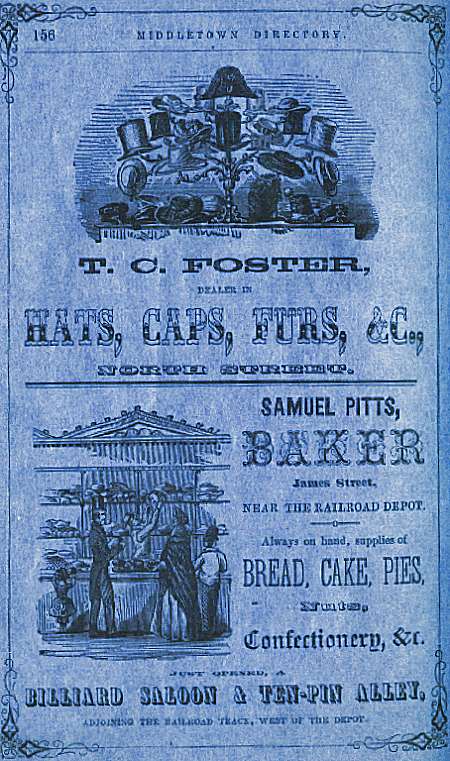 156 MIDDLETOWN DIRECTORY.
T. C. FOSTER,
DEALER IN
HATS, CAPS, FURS, &C.,
NORTH STREET.
SAMUEL PITTS,
BAKER
James Street,
NEAR THE RAILROAD DEPOT.
Always on hand, supplies of
BREAD, CAKE, PIES,
Nuts,
Confectionery, &c.
JUST OPENED, A
BILLIARD SALOON & TEN-PIN ALLEY,
ADJOINING THE RAILROAD TRACK, WEST OF THE DEPOT.